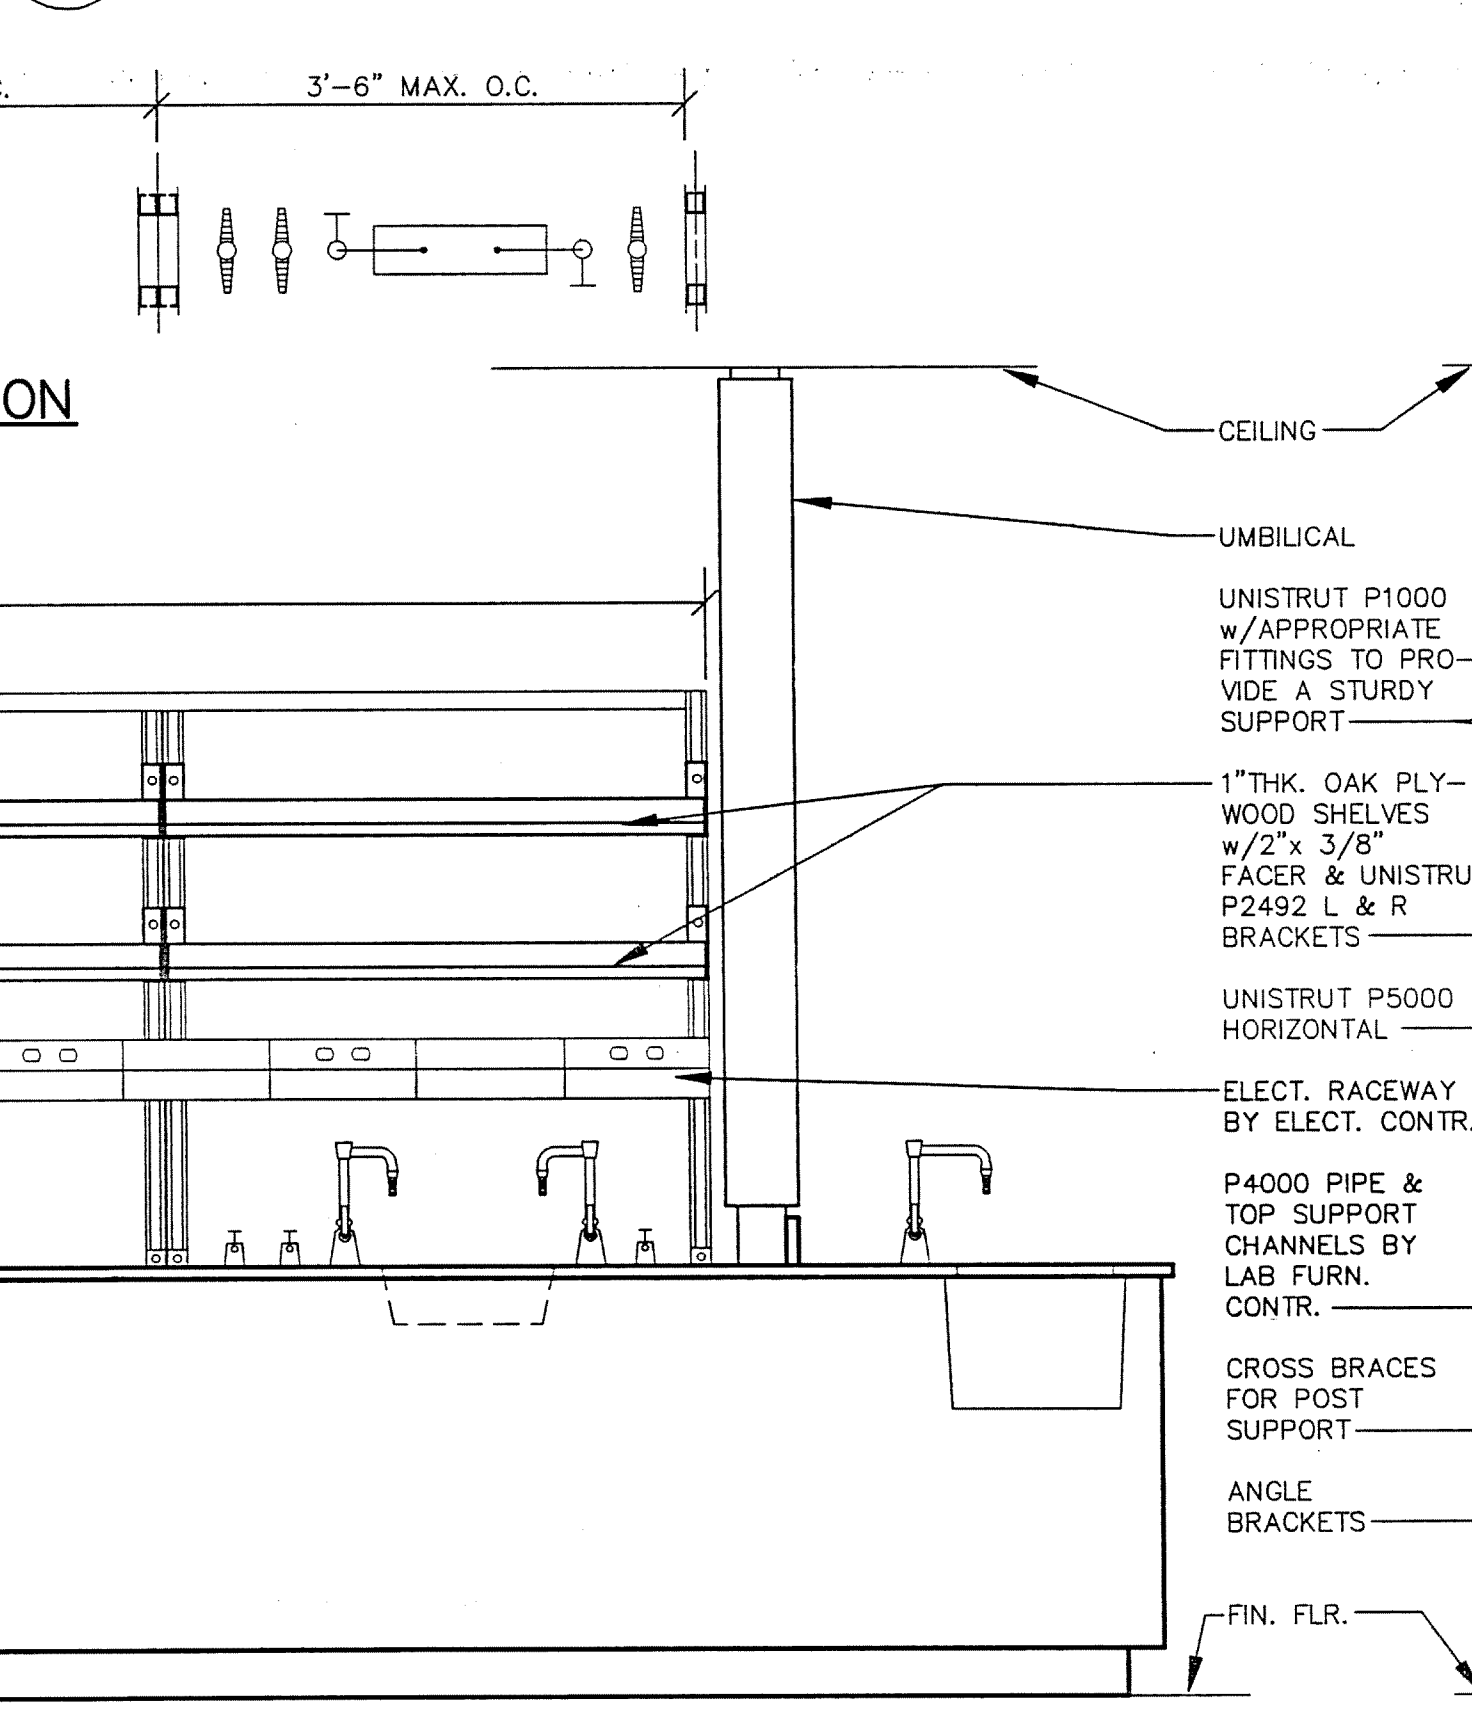 3'-6" MAX. O.C.
ON
CEILING
UMBILICAL
UNISTRUT P1000
w/APPROPRIATE
FITTINGS TO PRO-
VIDE A STURDY
SUPPORT
1"THK. OAK PLY-
WOOD SHELVES
w/2"x 3/8"
FACER & UNISTRU
P2492 L & R
BRACKETS
UNISTRUT P5000
HORIZONTAL
ELECT. RACEWAY
BY ELECT. CONTR.
P4000 PIPE &
TOP SUPPORT
CHANNELS BY
LAB FURN.
CONTR.
CROSS BRACES
FOR POST
SUPPORT
ANGLE
BRACKETS
FIN. FLR.